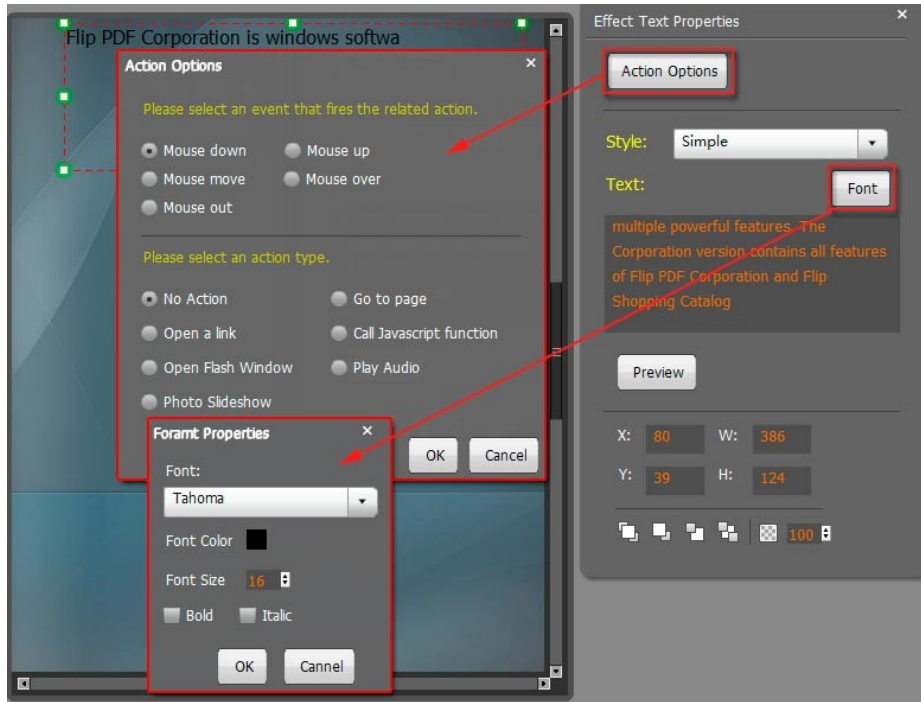 Flip PDF Corporation is windows softwa
Action Options
Please select an event that fires the related action.
Mouse down Mouse up
Mouse move Mouse over
Mouse out
Please select an action type.
No Action Go to page
Open a link Call Javascript function
Open Flash Window Play Audio
Photo Slideshow
OK Cancel
Foramt Properties
Font:
Tahoma
Font Color
Font Size 16
Bold Italic
OK Cannel
Effect Text Properties
Action Options
Style: Simple
Text: Font
multiple powerful features. The
Corporation version contains all features
of Flip PDF Corporation and Flip
Shopping Catalog
Preview
X: 80 W: 386
Y: 39 H: 124
100